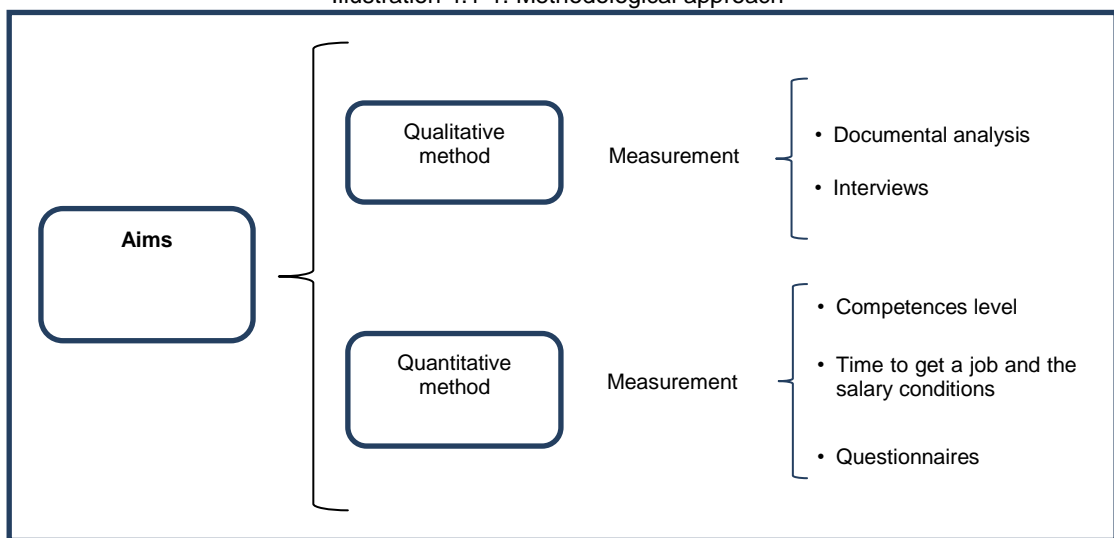 Illustration 4.1-1. Methodological approach
Qualitative
method
Measurement
• Documental analysis
• Interviews
Aims
Quantitative
method
Measurement
• Competences level
• Time to get a job and the
salary conditions
• Questionnaires